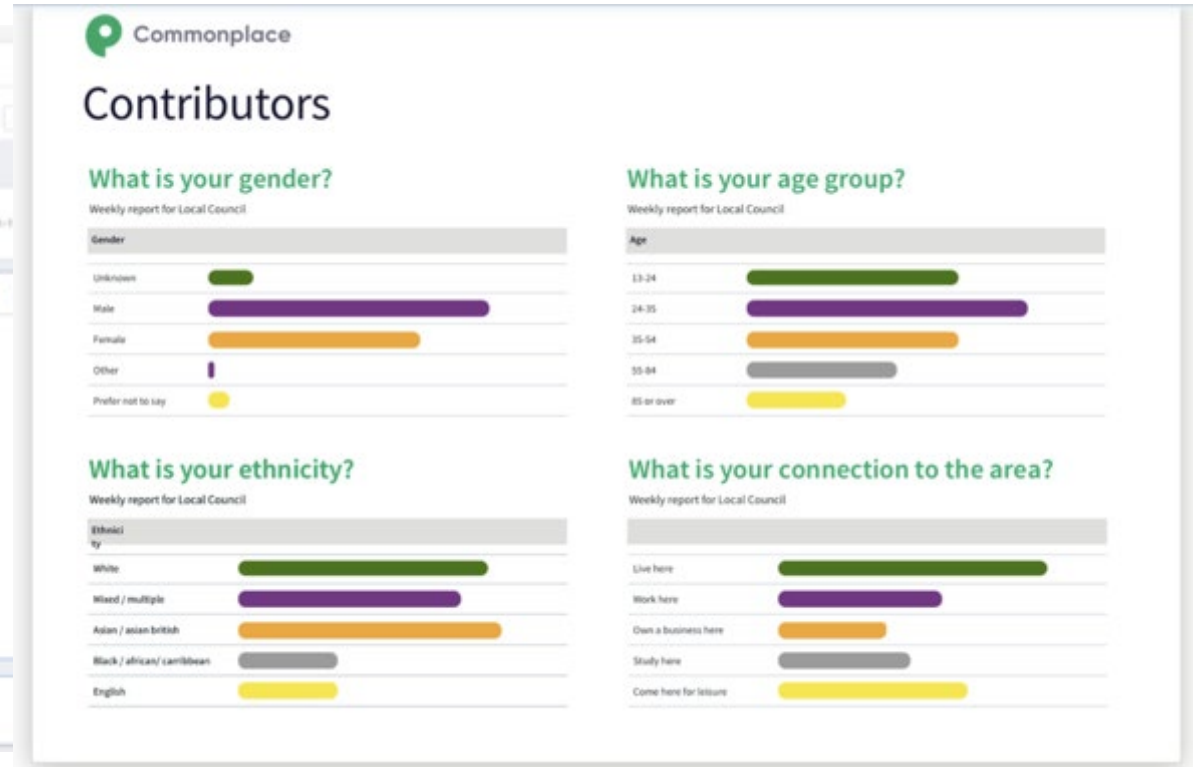 Commonplace
Contributors
What is your gender?
Weekly report for Local Council
Gender
Unknown
Male
Female
Other
Prefer not to say
What is your age group?
Weekly report for Local Council
Age
13-24
24-35
35-54
55-84
85 or over
What is your ethnicity?
Weekly report for Local Council
Ethnici
ty
White
Mixed / multiple
Asian / asian british
Black / african/ carribbean
English
What is your connection to the area?
Weekly report for Local Council
Live here
Work here
Own a business here
Study here
Come here for leisure